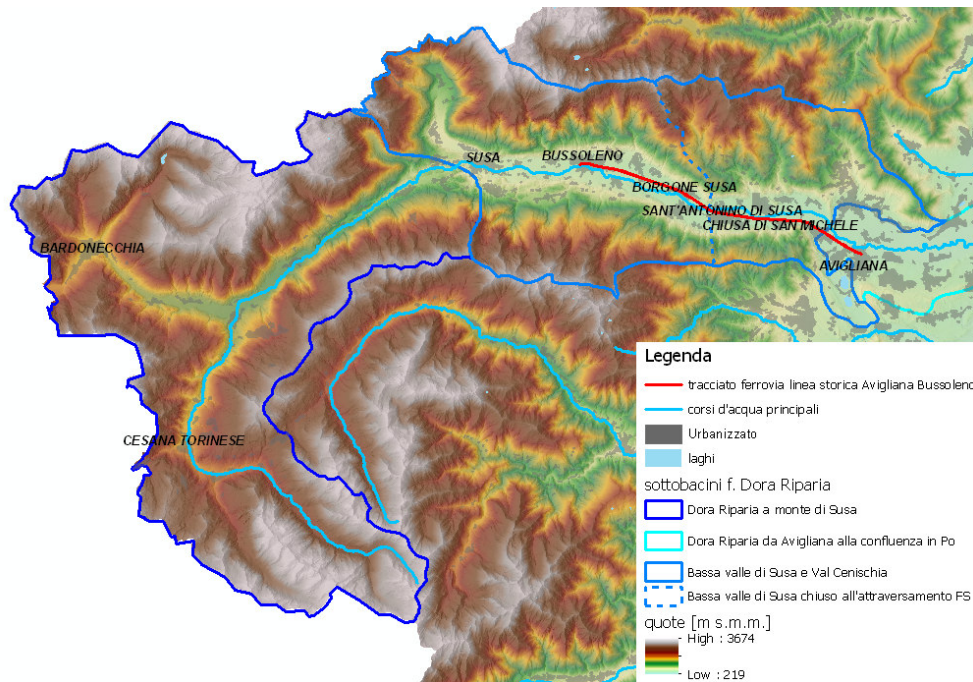 SUSA
BUSSOLENO
BORGONE SUSA
SANT'ANTONINO DI SUSA
CHIUSA DI SAN MICHELE
BARDONECCHIA
AVIGLIANA
CESANA TORINESE
Legenda
tracciato ferrovia linea storica Avigliana Bussoleno
corsi d'acqua principali
Urbanizzato
laghi
sottobacini f. Dora Riparia
Dora Riparia a monte di Susa
Dora Riparia da Avigliana alla confluenza in Po
Bassa valle di Susa e Val Cenischia
Bassa valle di Susa chiuso all'attraversamento FS
quote [m s.m.m.]
High : 3674
Low : 219